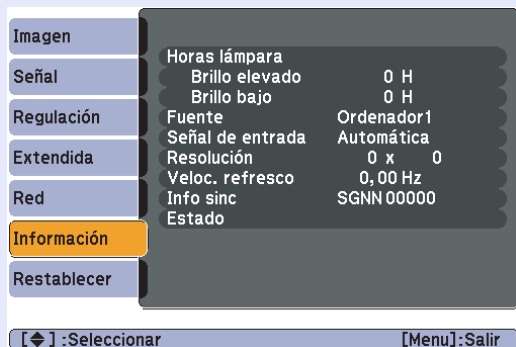 Imagen
Señal
Regulación
Extendida
Red
Información
Restablecer
Horas lámpara
Brillo elevado 0 H
Brillo bajo 0 H
Fuente Ordenador1
Señal de entrada Automática
Resolución 0 x 0
Veloc. refresco 0,00 Hz
Info sinc SGNN 00000
Estado
[◆] :Seleccionar [Menu]:Salir